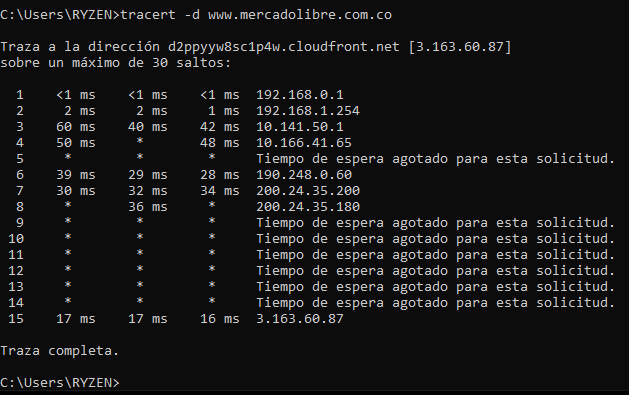 C:\Users\RYZEN>tracert -d www.mercadolibre.com.co
Traza a la dirección d2ppyyw8sc1p4w.cloudfront.net [3.163.60.87]
sobre un máximo de 30 saltos:
1 <1 ms <1 ms <1 ms 192.168.0.1
2 2 ms 2 ms 1 ms 192.168.1.254
3 60 ms 40 ms 42 ms 10.141.50.1
4 50 ms * 48 ms 10.166.41.65
5 * * * Tiempo de espera agotado para esta solicitud.
6 39 ms 29 ms 28 ms 190.248.0.60
7 30 ms 32 ms 34 ms 200.24.35.200
8 * 36 ms * 200.24.35.180
9 * * * Tiempo de espera agotado para esta solicitud.
10 * * * Tiempo de espera agotado para esta solicitud.
11 * * * Tiempo de espera agotado para esta solicitud.
12 * * * Tiempo de espera agotado para esta solicitud.
13 * * * Tiempo de espera agotado para esta solicitud.
14 * * * Tiempo de espera agotado para esta solicitud.
15 17 ms 17 ms 16 ms 3.163.60.87
Traza completa.
C:\Users\RYZEN>